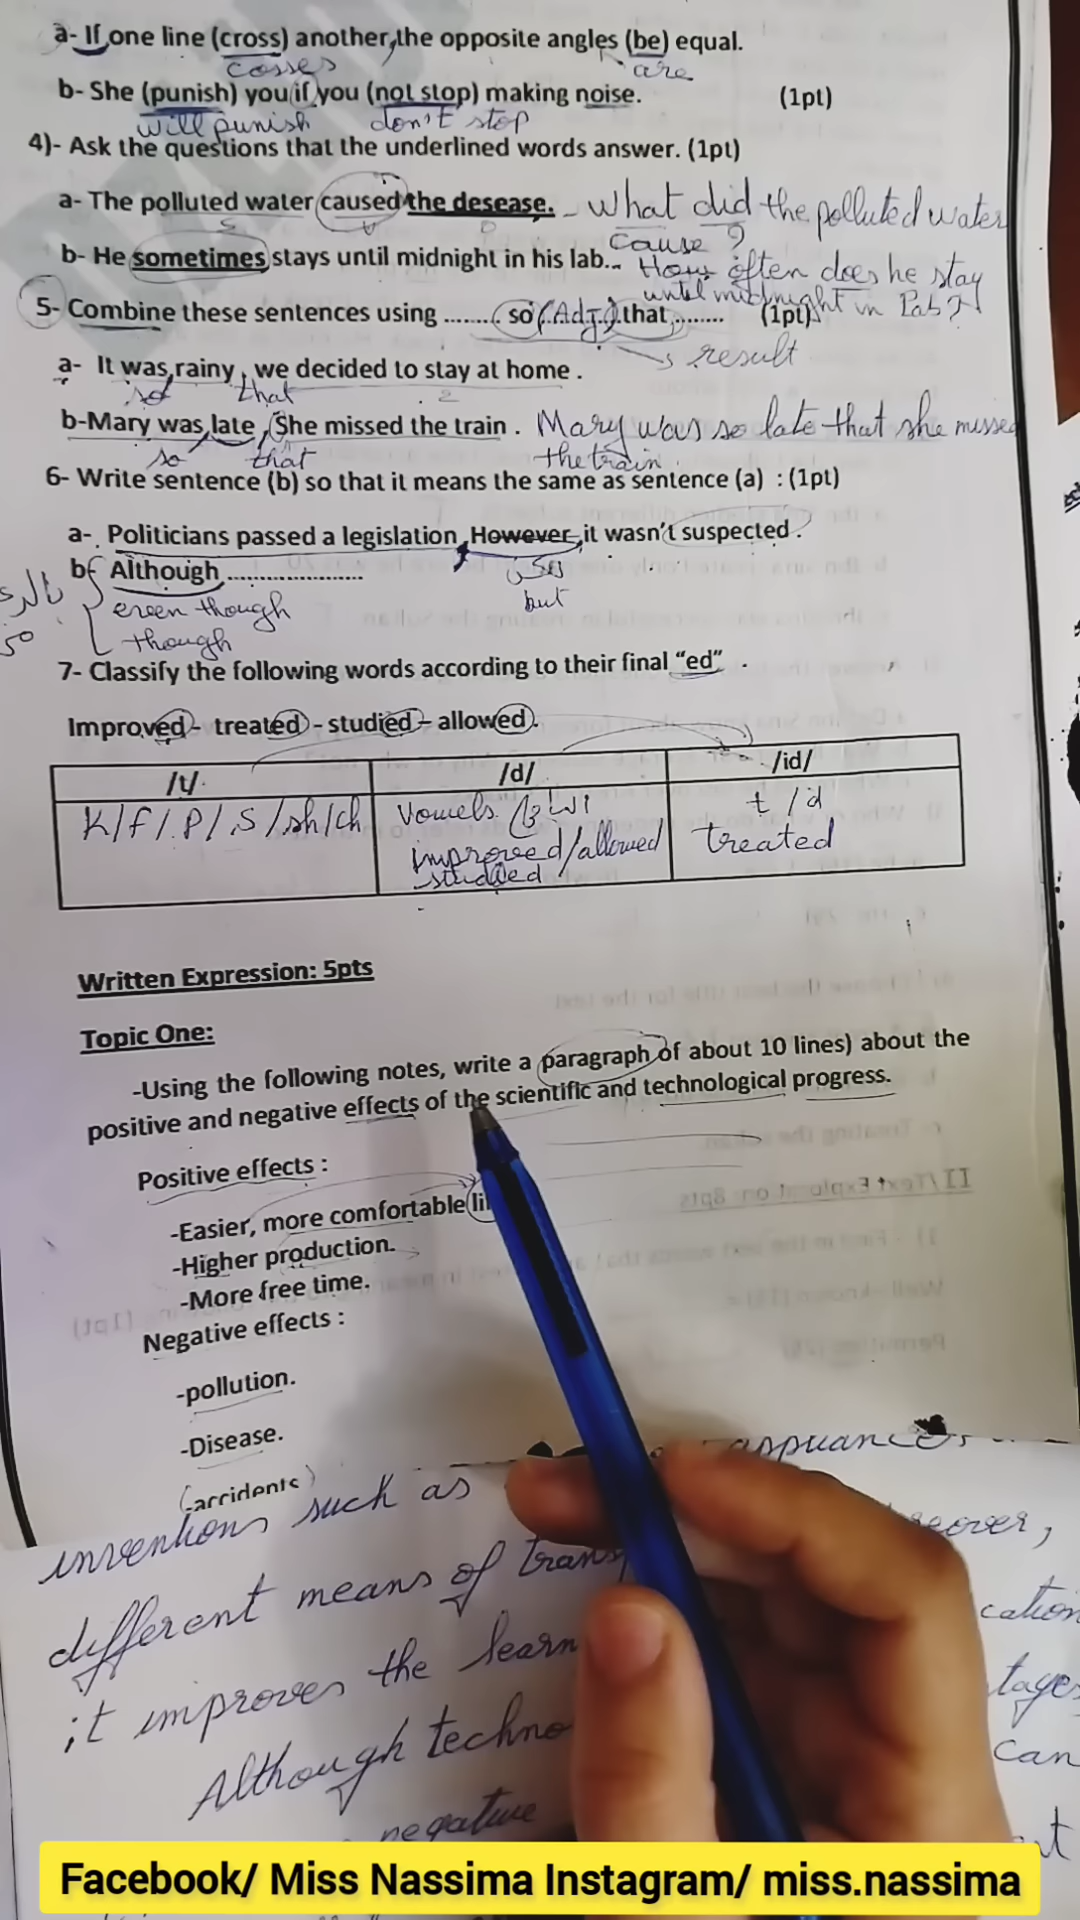 a- If one line (cross) another, the opposite angles (be) equal.
cosses are
b- She (punish) you if you (not stop) making noise. (1pt)
will punish don't stop
4)- Ask the questions that the underlined words answer. (1pt)
a- The polluted water caused the desease. - What did the polluted water
S V O cause ?
b- He sometimes stays until midnight in his lab... How often does he stay
until midnight in Lab ?
5- Combine these sentences using ........ so (Adj) that ........ (1pt)
result
a- It was rainy , we decided to stay at home .
so that 2
b-Mary was late , She missed the train . Mary was so late that she missed
so that the train.
6- Write sentence (b) so that it means the same as sentence (a) : (1pt)
a- . Politicians passed a legislation , However, it wasn't suspected .
b- Although .....................
but
eveen though
though
7- Classify the following words according to their final "ed" .
Improved - treated - studied - allowed .
/t/ /d/ /id/
K/f/ P/ S /sh/ch Vowels t /d
improved/allowed treated
studied
Written Expression: 5pts
Topic One:
-Using the following notes, write a paragraph of about 10 lines) about the
positive and negative effects of the scientific and technological progress.
Positive effects :
-Easier, more comfortable li
-Higher production.
-More free time.
Negative effects :
-pollution.
-Disease.
(accidents)
inventions such as
different means of trans
it improves the learn
Although techno can
negative
Facebook/ Miss Nassima Instagram/ miss.nassima